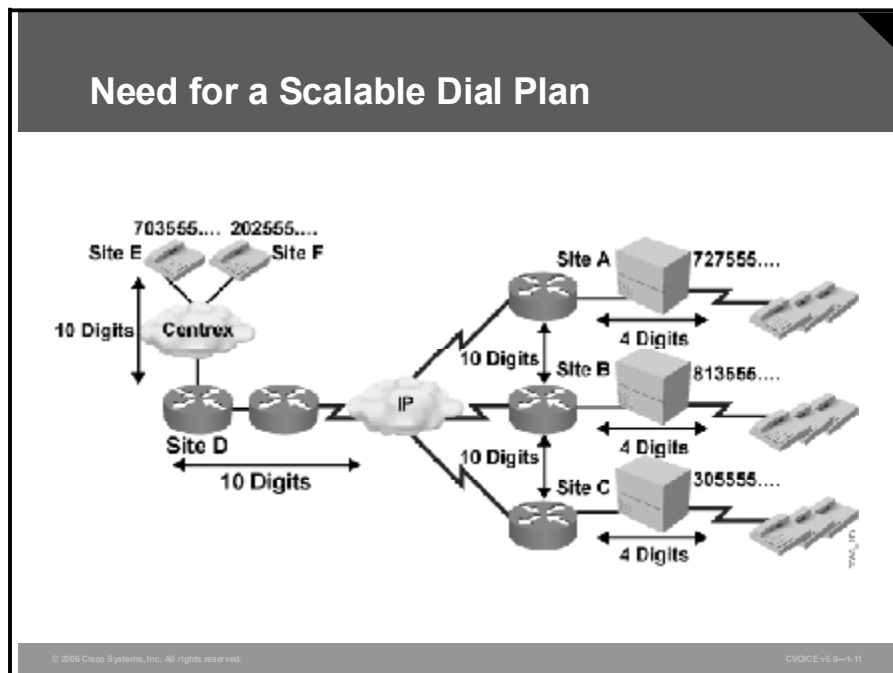 Need for a Scalable Dial Plan
703555.... 202555....
Site E
Site F
10 Digits
Centrex
Site D
10 Digits
IP
Site A
727555....
4 Digits
10 Digits
Site B
813555....
4 Digits
10 Digits
Site C
305555....
4 Digits
© 2006 Cisco Systems, Inc. All rights reserved.
CVOICE v5.0—1-11